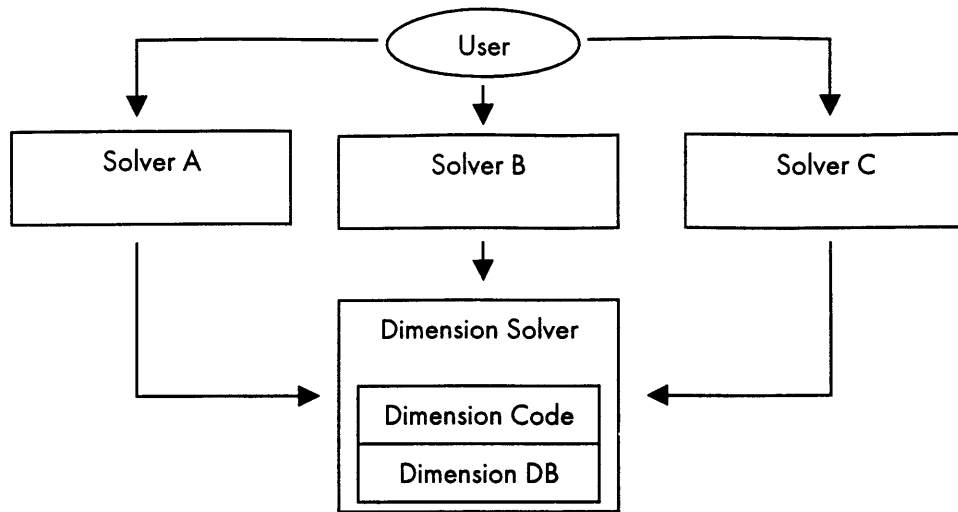 User
Solver A
Solver B
Solver C
Dimension Solver
Dimension Code
Dimension DB